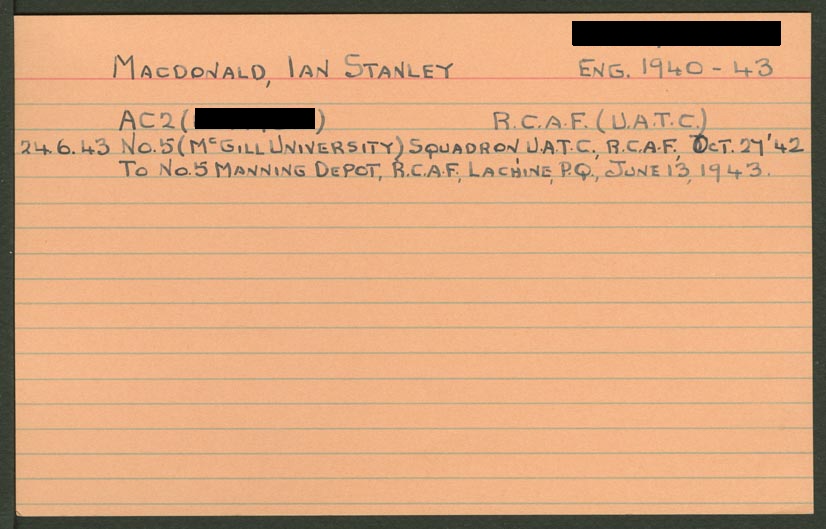 MACDONALD, IAN STANLEY ENG. 1940-43
AC2 ( ) R.C.A.F. (U.A.T.C.)
24.6.43 No.5 (McGILL UNIVERSITY) SQUADRON U.A.T.C., R.C.A.F., OCT. 27'42
To No.5 MANNING DEPOT, R.C.A.F., LACHINE, P.Q., JUNE 13, 1943.